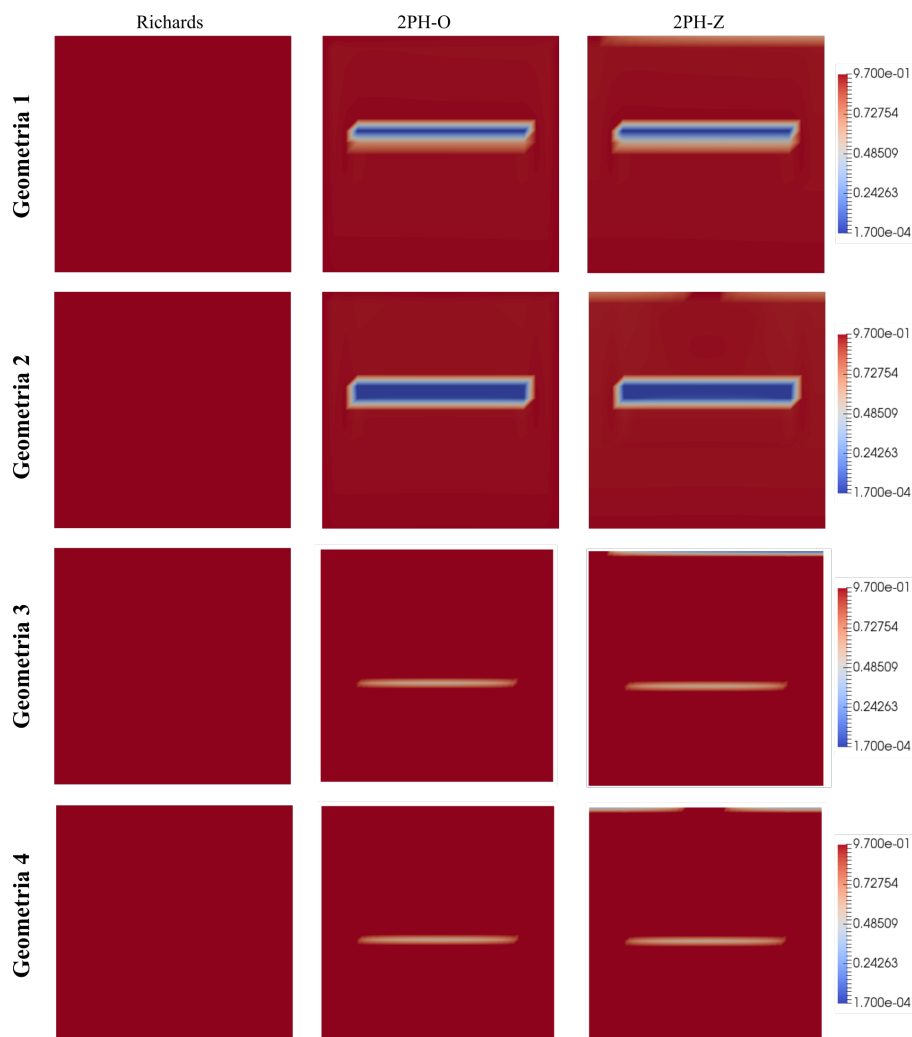 Richards 2PH-O 2PH-Z
Geometria 1
9.700e-01
0.72754
0.48509
0.24263
1.700e-04
Geometria 2
9.700e-01
0.72754
0.48509
0.24263
1.700e-04
Geometria 3
9.700e-01
0.72754
0.48509
0.24263
1.700e-04
Geometria 4
9.700e-01
0.72754
0.48509
0.24263
1.700e-04